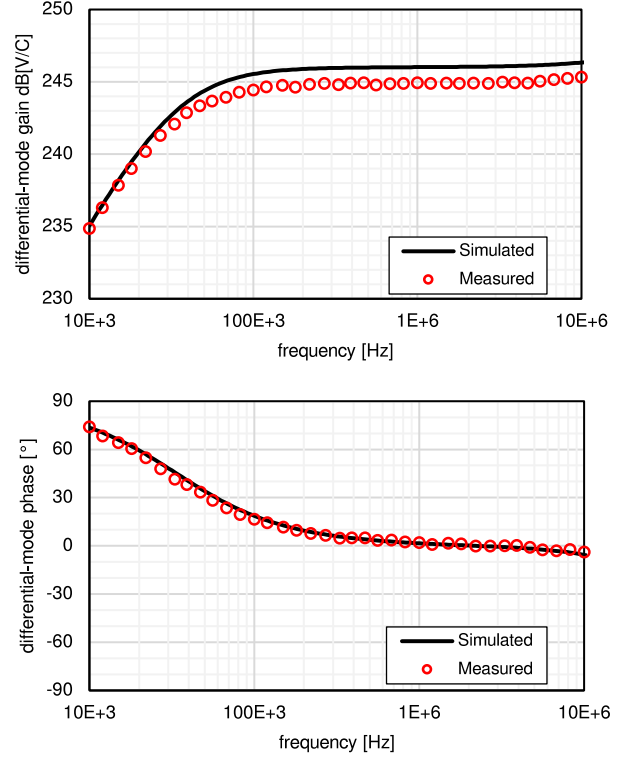 250
245
240
235
230
differential-mode gain dB[V/C]
Simulated
Measured
10E+3
100E+3
1E+6
10E+6
frequency [Hz]
90
60
30
0
-30
-60
-90
differential-mode phase [°]
Simulated
Measured
10E+3
100E+3
1E+6
10E+6
frequency [Hz]